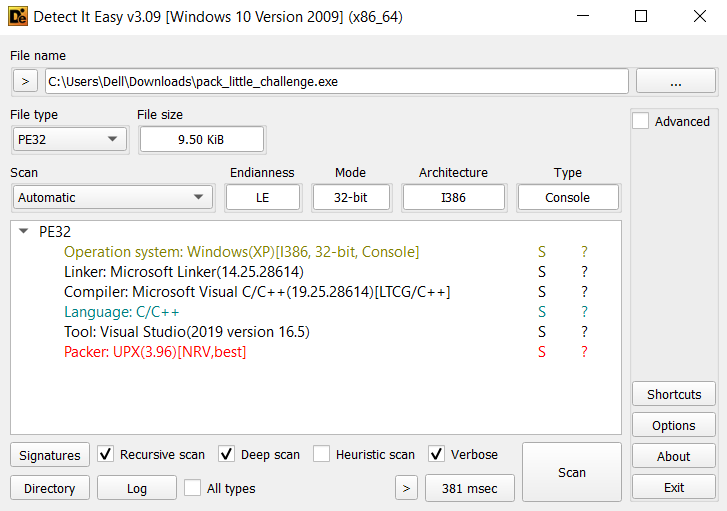 Detect It Easy v3.09 [Windows 10 Version 2009] (x86_64)
File name
> C:\Users\Dell\Downloads\pack_little_challenge.exe ...
File type File size Advanced
PE32 9.50 KiB
Scan Endianness Mode Architecture Type
Automatic LE 32-bit I386 Console
PE32
Operation system: Windows(XP)[I386, 32-bit, Console] S ?
Linker: Microsoft Linker(14.25.28614) S ?
Compiler: Microsoft Visual C/C++(19.25.28614)[LTCG/C++] S ?
Language: C/C++ S ?
Tool: Visual Studio(2019 version 16.5) S ?
Packer: UPX(3.96)[NRV,best] S ?
Shortcuts
Options
Signatures Recursive scan Deep scan Heuristic scan Verbose Scan About
Directory Log All types > 381 msec Exit